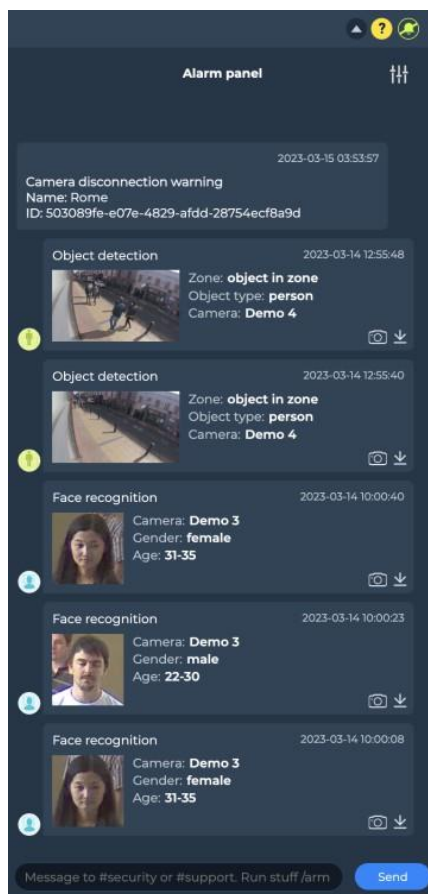 ?
Alarm panel
2023-03-15 03:53:57
Camera disconnection warning
Name: Rome
ID: 503089fe-e07e-4829-afdd-28754ecf8a9d
Object detection
2023-03-14 12:55:48
Zone: object in zone
Object type: person
Camera: Demo 4
Object detection
2023-03-14 12:55:40
Zone: object in zone
Object type: person
Camera: Demo 4
Face recognition
2023-03-14 10:00:40
Camera: Demo 3
Gender: female
Age: 31-35
Face recognition
2023-03-14 10:00:23
Camera: Demo 3
Gender: male
Age: 22-30
Face recognition
2023-03-14 10:00:08
Camera: Demo 3
Gender: female
Age: 31-35
Message to #security or #support. Run stuff /arm
Send